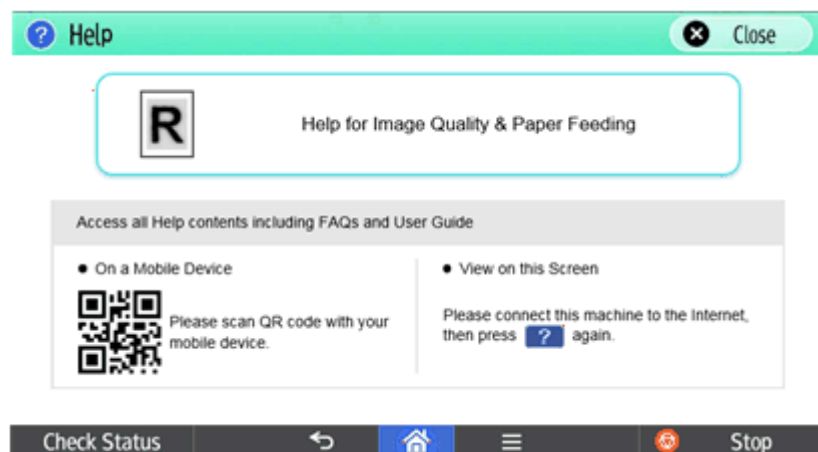 ? Help
Close
R
Help for Image Quality & Paper Feeding
Access all Help contents including FAQs and User Guide
● On a Mobile Device
Please scan QR code with your
mobile device.
● View on this Screen
Please connect this machine to the Internet,
then press ? again.
Check Status
Stop